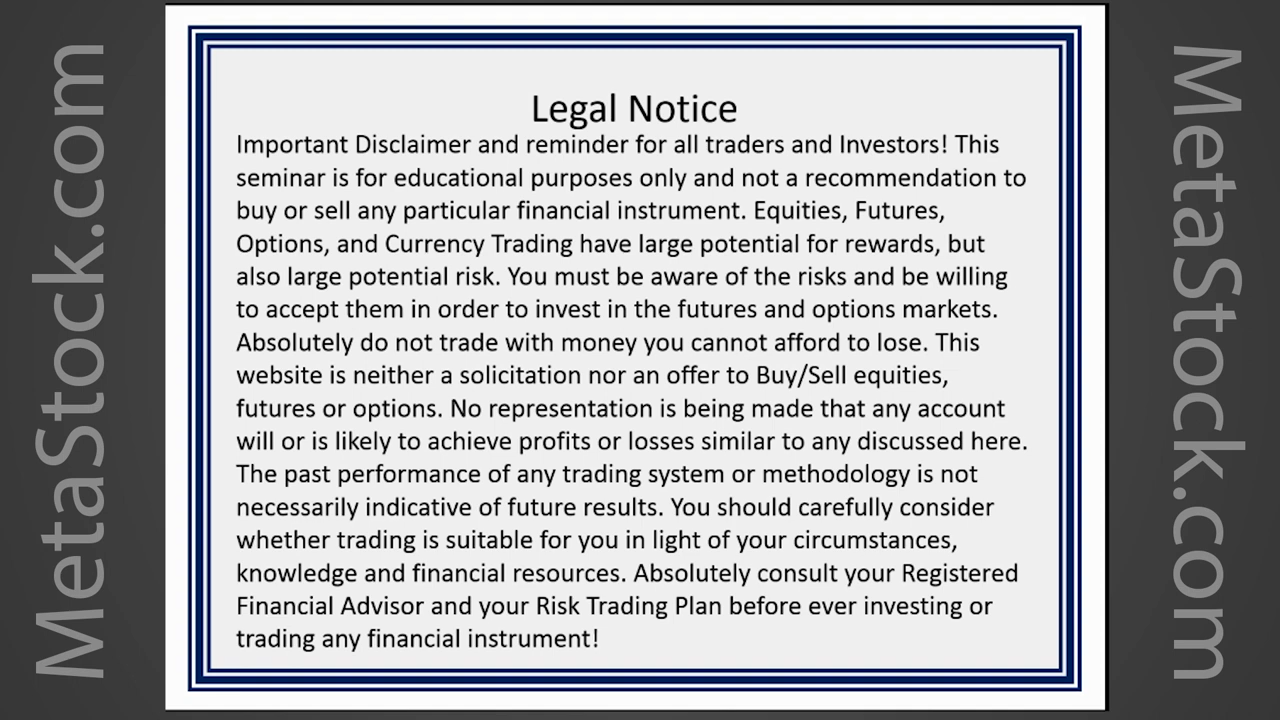 MetaStock.com
Legal Notice
Important Disclaimer and reminder for all traders and Investors! This
seminar is for educational purposes only and not a recommendation to
buy or sell any particular financial instrument. Equities, Futures,
Options, and Currency Trading have large potential for rewards, but
also large potential risk. You must be aware of the risks and be willing
to accept them in order to invest in the futures and options markets.
Absolutely do not trade with money you cannot afford to lose. This
website is neither a solicitation nor an offer to Buy/Sell equities,
futures or options. No representation is being made that any account
will or is likely to achieve profits or losses similar to any discussed here.
The past performance of any trading system or methodology is not
necessarily indicative of future results. You should carefully consider
whether trading is suitable for you in light of your circumstances,
knowledge and financial resources. Absolutely consult your Registered
Financial Advisor and your Risk Trading Plan before ever investing or
trading any financial instrument!
MetaStock.com